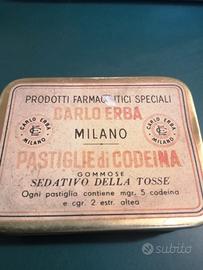 PRODOTTI FARMACEUTICI SPECIALI
CARLO ERBA
MILANO
CARLO ERBA
MILANO
CARLO ERBA
MILANO
PASTIGLIE di CODEINA
GOMMOSE
SEDATIVO DELLA TOSSE
Ogni pastiglia contiene mgr. 5 codeina
e cgr. 2 estr. altea
subito